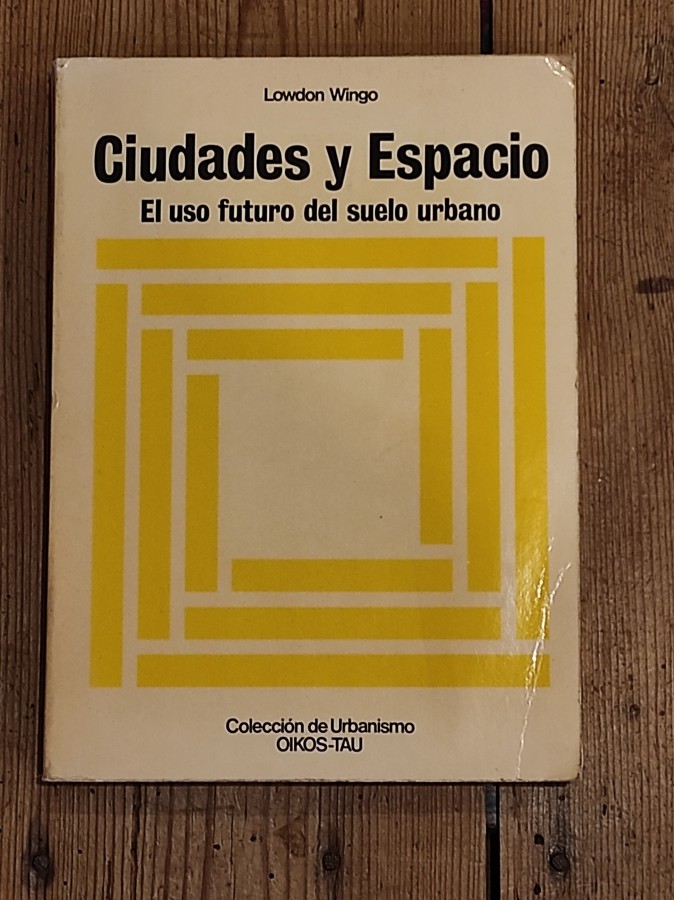 Lowdon Wingo
Ciudades y Espacio
El uso futuro del suelo urbano
Colección de Urbanismo
OIKOS-TAU